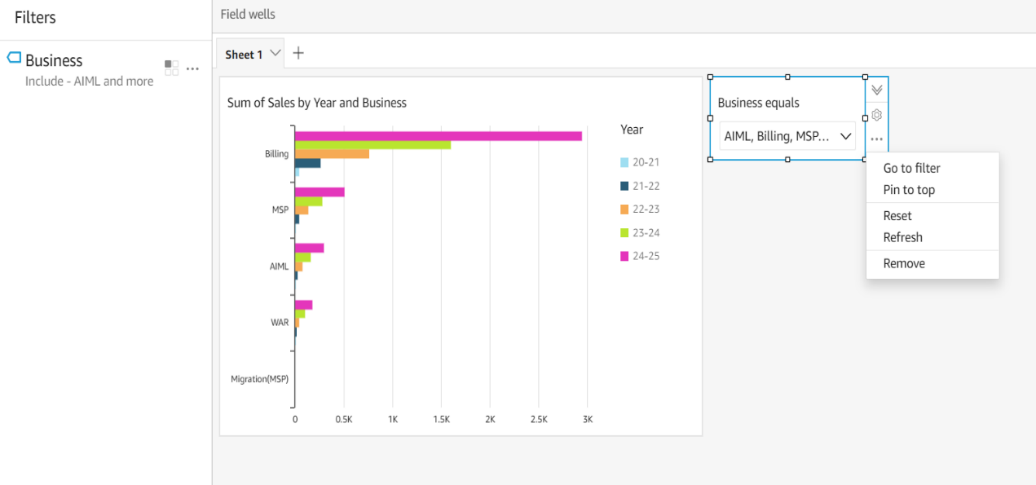 Filters
Field wells
Business
Include - AIML and more
Sheet 1
Sum of Sales by Year and Business
Billing
MSP
AIML
WAR
Migration(MSP)
0 0.5K 1K 1.5K 2K 2.5K 3K
Year
20-21
21-22
22-23
23-24
24-25
Business equals
AIML, Billing, MSP...
Go to filter
Pin to top
Reset
Refresh
Remove